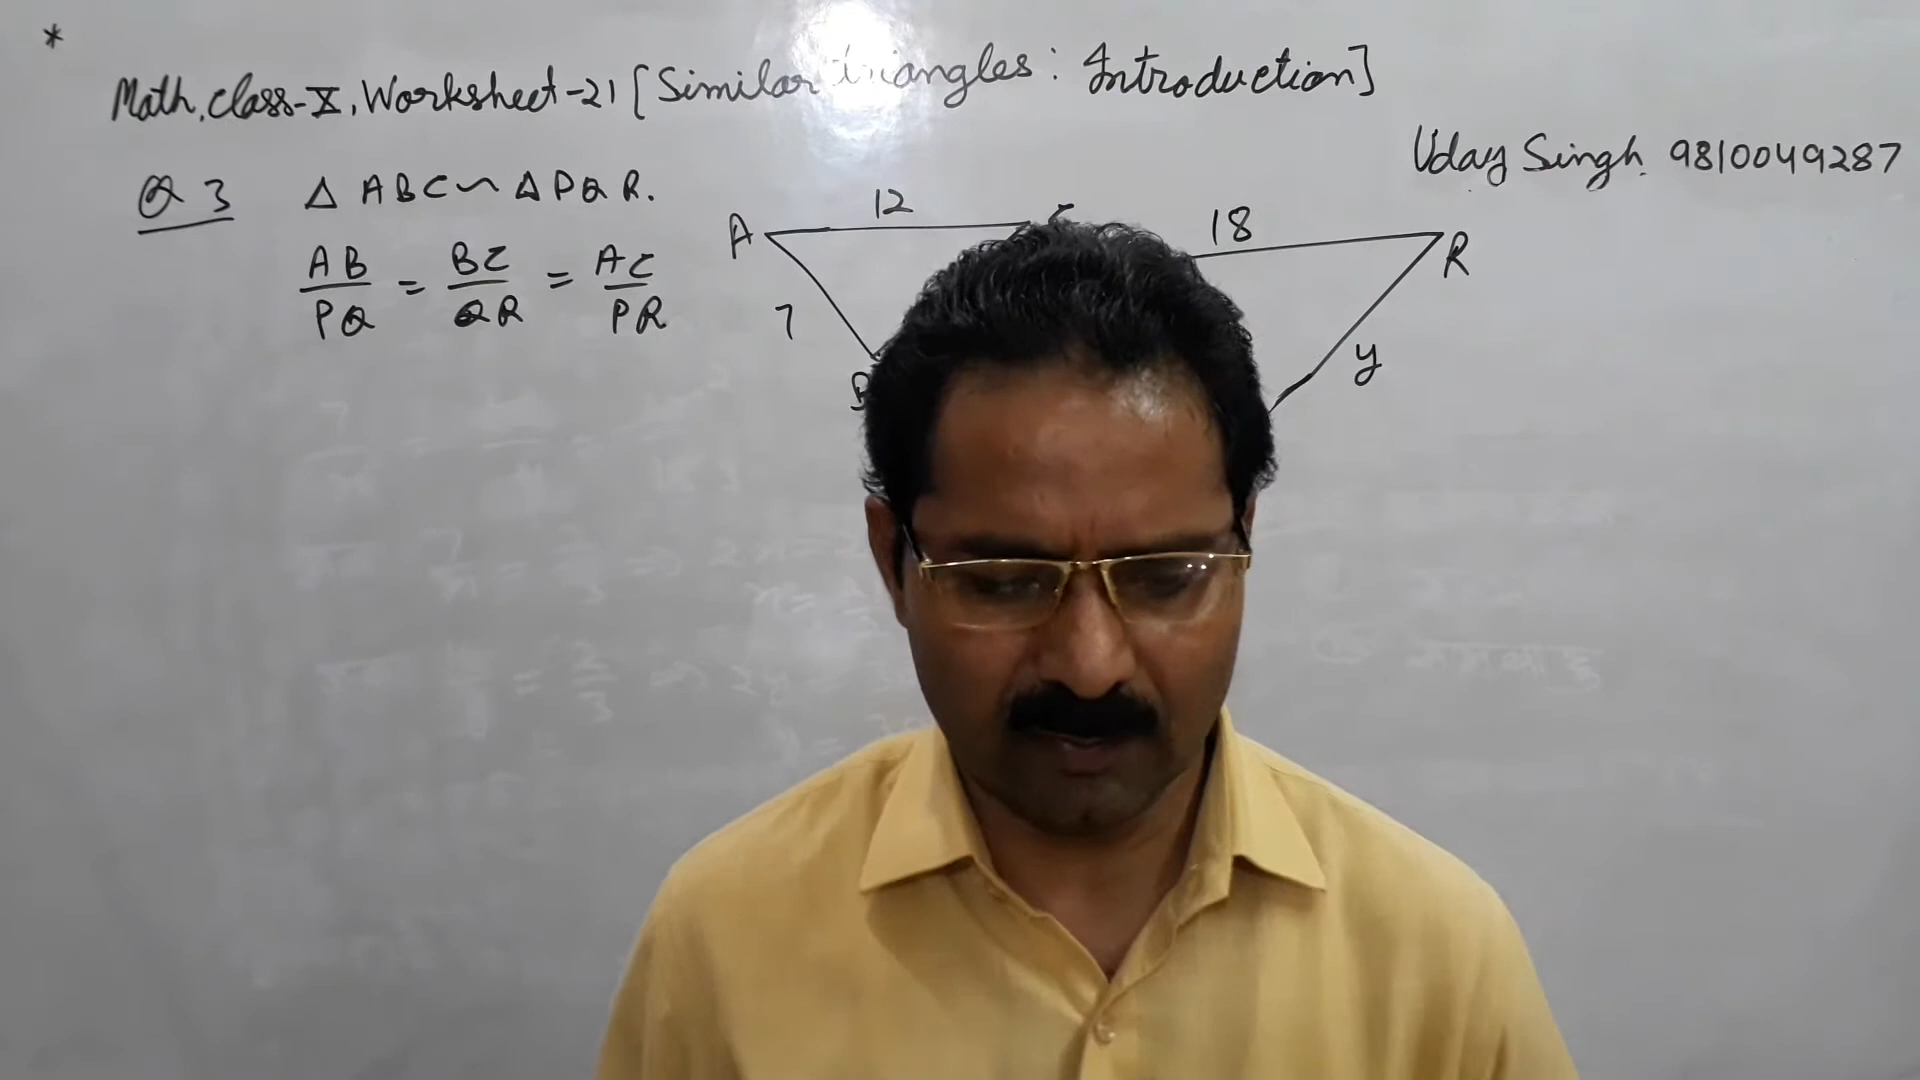 *
Math, Class-X, Worksheet-21 [Similar triangles: Introduction]
Uday Singh. 9810049287
Q 3 Δ ABC ~ Δ PQR.
AB/PQ = BC/QR = AC/PR
12
A
C
7
B
18
R
y